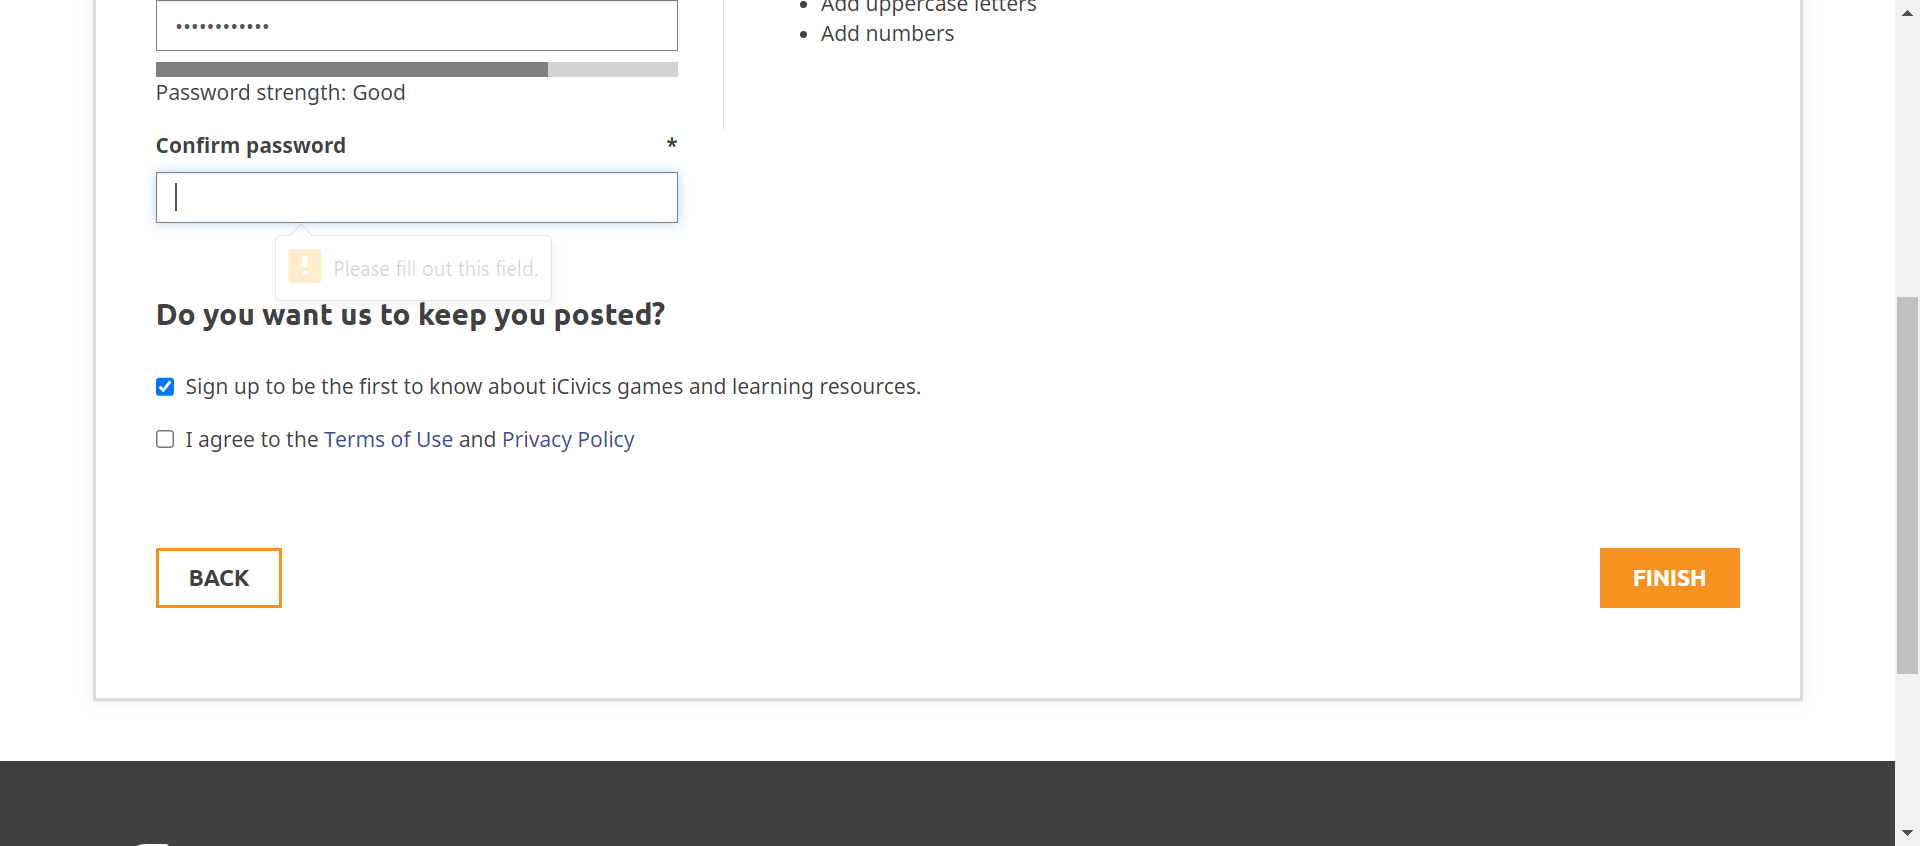 Add uppercase letters
Add numbers
Password strength: Good
Confirm password *
Please fill out this field.
Do you want us to keep you posted?
Sign up to be the first to know about iCivics games and learning resources.
I agree to the Terms of Use and Privacy Policy
BACK
FINISH